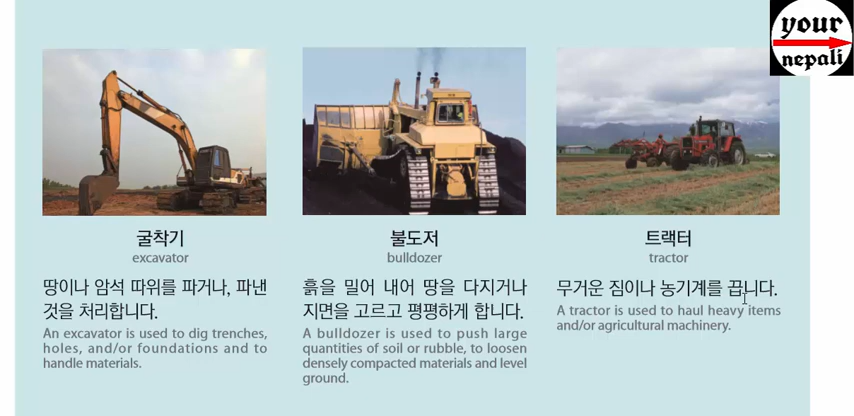 your
nepali
굴착기
excavator
땅이나 암석 따위를 파거나, 파낸
것을 처리합니다.
An excavator is used to dig trenches,
holes, and/or foundations and to
handle materials.
불도저
bulldozer
흙을 밀어 내어 땅을 다지거나
지면을 고르고 평평하게 합니다.
A bulldozer is used to push large
quantities of soil or rubble, to loosen
densely compacted materials and level
ground.
트랙터
tractor
무거운 짐이나 농기계를 끕니다.
A tractor is used to haul heavy items
and/or agricultural machinery.